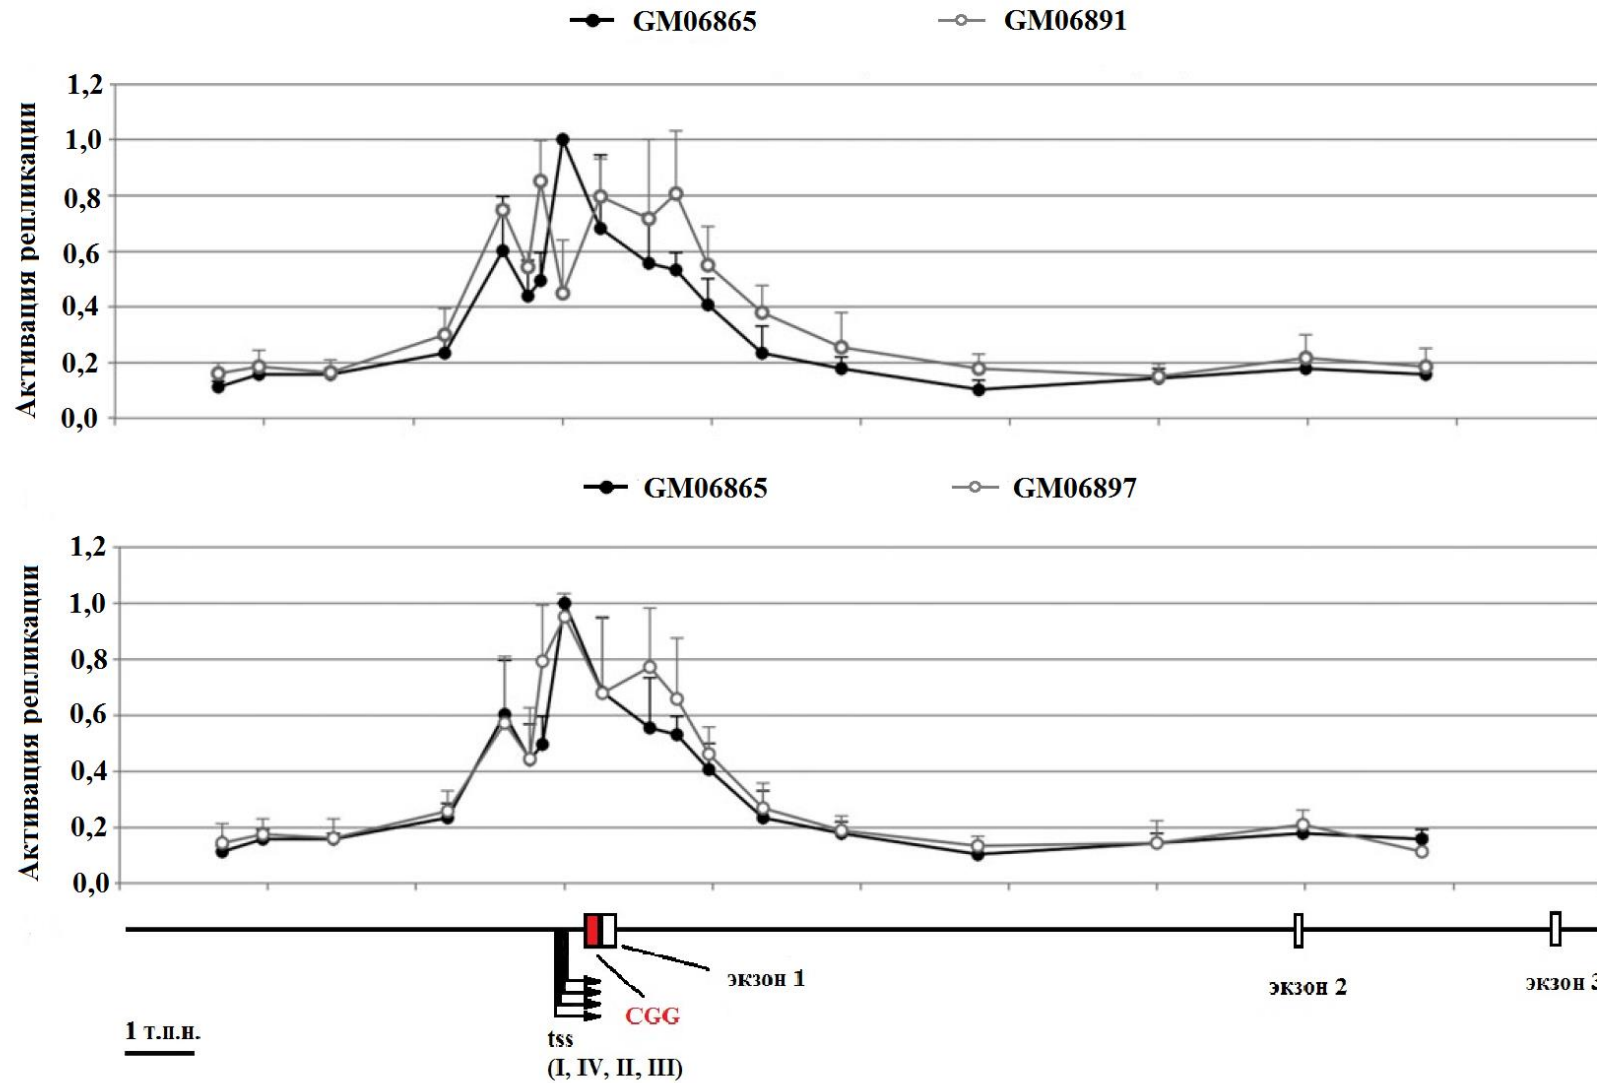 GM06865 GM06891
Активация репликации
1,2
1,0
0,8
0,6
0,4
0,2
0,0
GM06865 GM06897
Активация репликации
1,2
1,0
0,8
0,6
0,4
0,2
0,0
экзон 1
экзон 2
экзон 3
CGG
1 т.п.н.
tss
(I, IV, II, III)